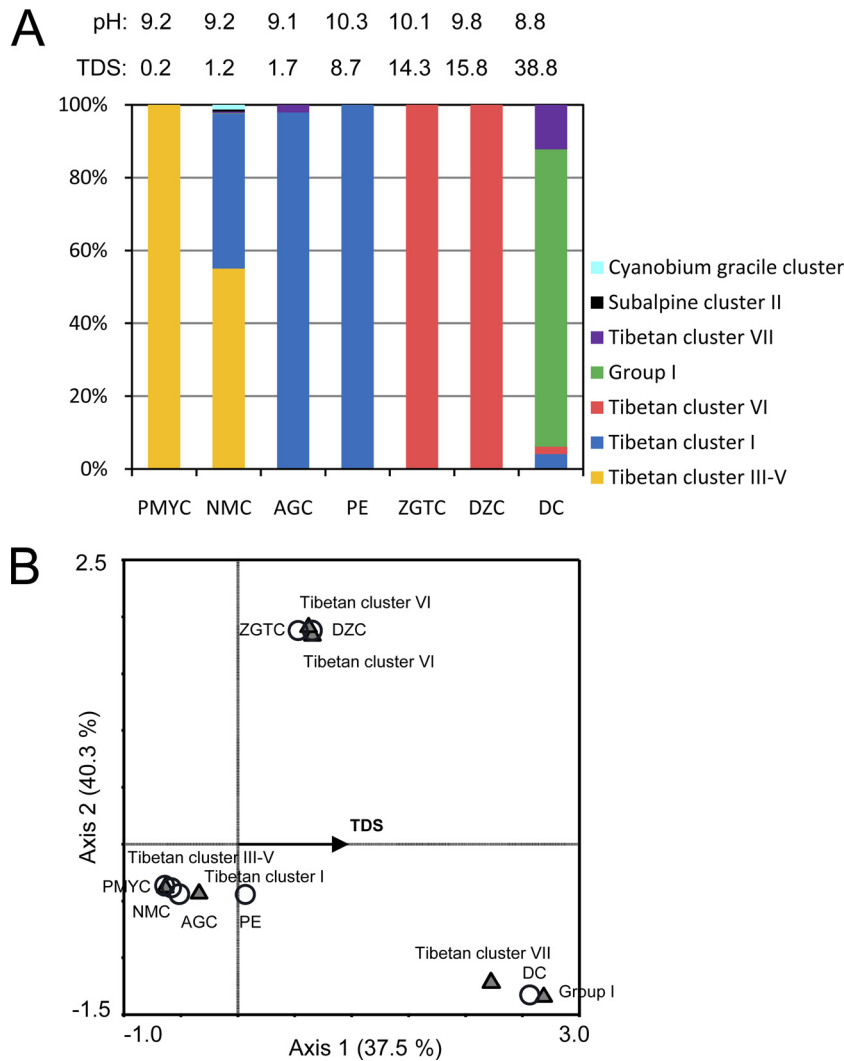 A
pH: 9.2 9.2 9.1 10.3 10.1 9.8 8.8
TDS: 0.2 1.2 1.7 8.7 14.3 15.8 38.8
100%
80%
60%
40%
20%
0%
Cyanobium gracile cluster
Subalpine cluster II
Tibetan cluster VII
Group I
Tibetan cluster VI
Tibetan cluster I
Tibetan cluster III-V
PMYC NMC AGC PE ZGTC DZC DC
B
2.5
Tibetan cluster VI
ZGTC DZC
Tibetan cluster VI
Axis 2 (40.3 %)
TDS
Tibetan cluster III-V
Tibetan cluster I
PMYC
NMC
AGC PE
Tibetan cluster VII
DC
Group I
-1.5
-1.0 3.0
Axis 1 (37.5 %)